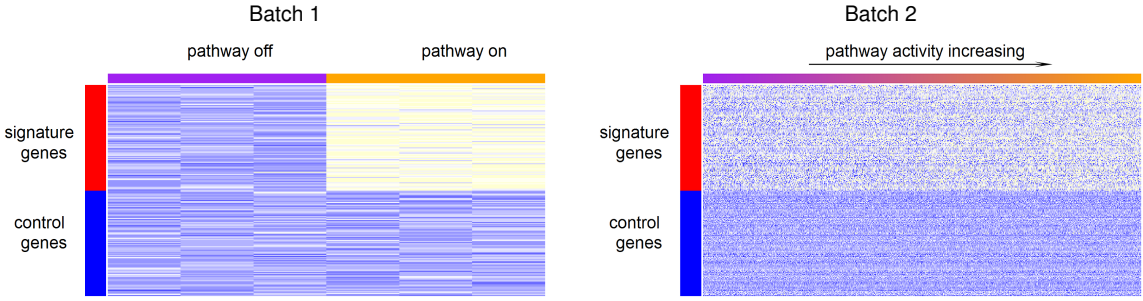 Batch 1
pathway off
pathway on
signature
genes
control
genes
Batch 2
pathway activity increasing
signature
genes
control
genes